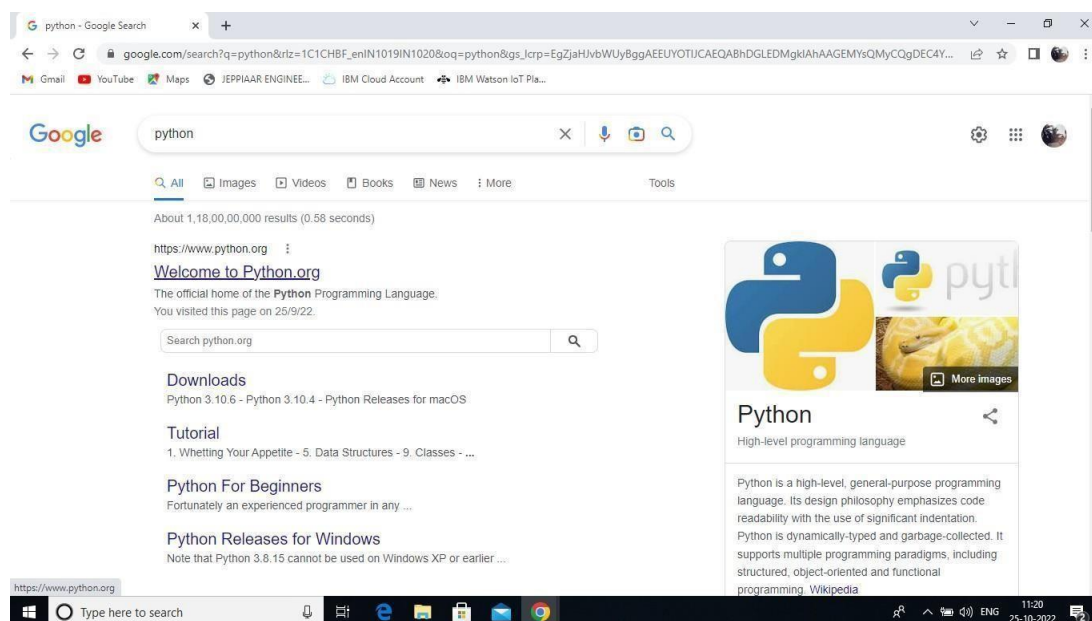 python - Google Search
google.com/search?q=python&rlz=1C1CHBF_enIN1019IN1020&oq=python&gs_lcrp=EgZjaHJvbWUyBggAEEUYOTIJCAEQABhDGLEDMgkIAhAAGEMYsQMyCQgDEC4Y...
Gmail YouTube Maps JEPPIAAR ENGINEE... IBM Cloud Account IBM Watson IoT Pla...
Google python
All Images Videos Books News More Tools
About 1,18,00,00,000 results (0.58 seconds)
https://www.python.org
Welcome to Python.org
The official home of the Python Programming Language.
You visited this page on 25/9/22.
Search python.org
Downloads
Python 3.10.6 - Python 3.10.4 - Python Releases for macOS
Tutorial
1. Whetting Your Appetite - 5. Data Structures - 9. Classes - ...
Python For Beginners
Fortunately an experienced programmer in any ...
Python Releases for Windows
Note that Python 3.8.15 cannot be used on Windows XP or earlier ...
pyth
More images
Python
High-level programming language
Python is a high-level, general-purpose programming
language. Its design philosophy emphasizes code
readability with the use of significant indentation.
Python is dynamically-typed and garbage-collected. It
supports multiple programming paradigms, including
structured, object-oriented and functional
programming. Wikipedia
https://www.python.org
Type here to search
ENG
11:20
25-10-2022
2